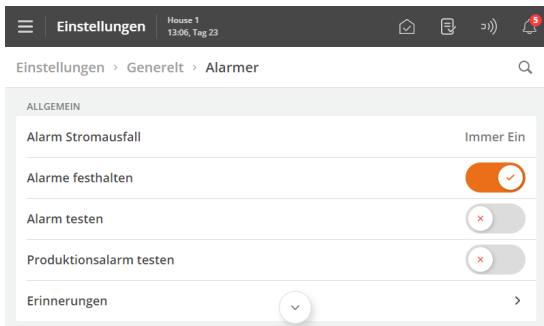 Einstellungen
House 1
13:06, Tag 23
5
Einstellungen > Generelt > Alarmer
ALLGEMEIN
Alarm Stromausfall Immer Ein
Alarme festhalten
Alarm testen
Produktionsalarm testen
Erinnerungen